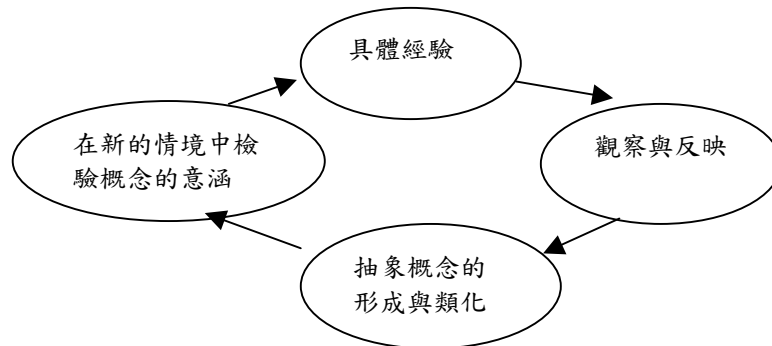 具體經驗
觀察與反映
抽象概念的
形成與類化
在新的情境中檢
驗概念的意涵